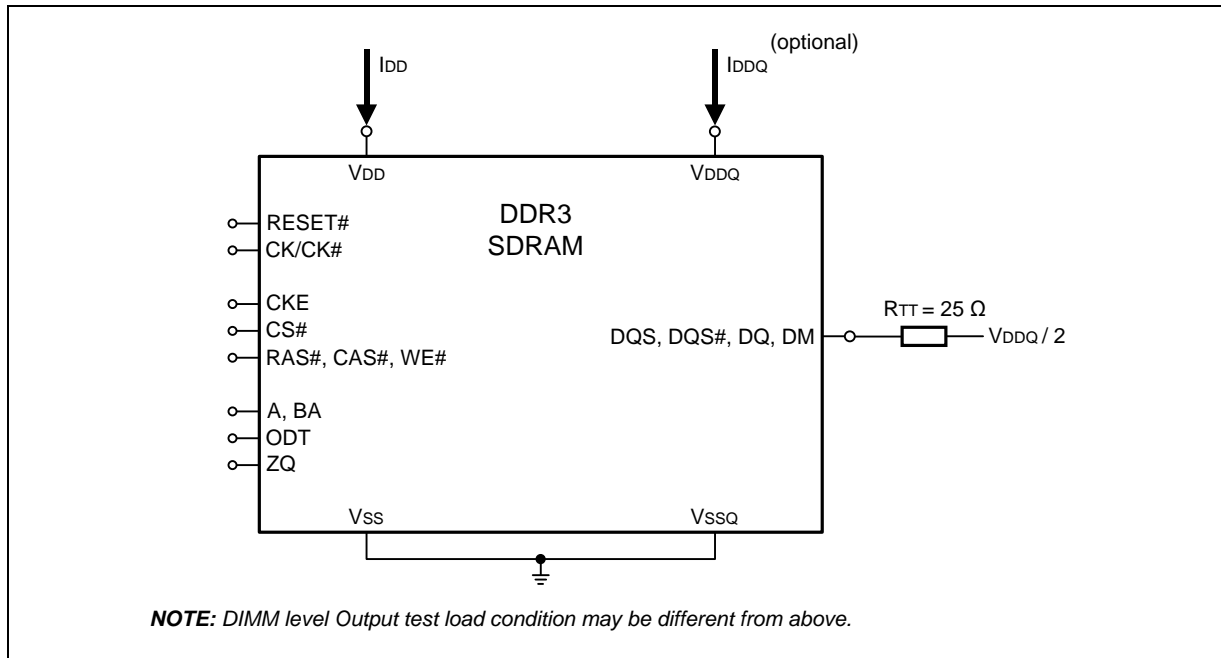 (optional)
IDD
IDDQ
VDD
VDDQ
DDR3
SDRAM
RESET#
CK/CK#
CKE
CS#
RAS#, CAS#, WE#
A, BA
ODT
ZQ
DQS, DQS#, DQ, DM
RTT = 25 Ω
VDDQ / 2
VSS
VSSQ
NOTE: DIMM level Output test load condition may be different from above.